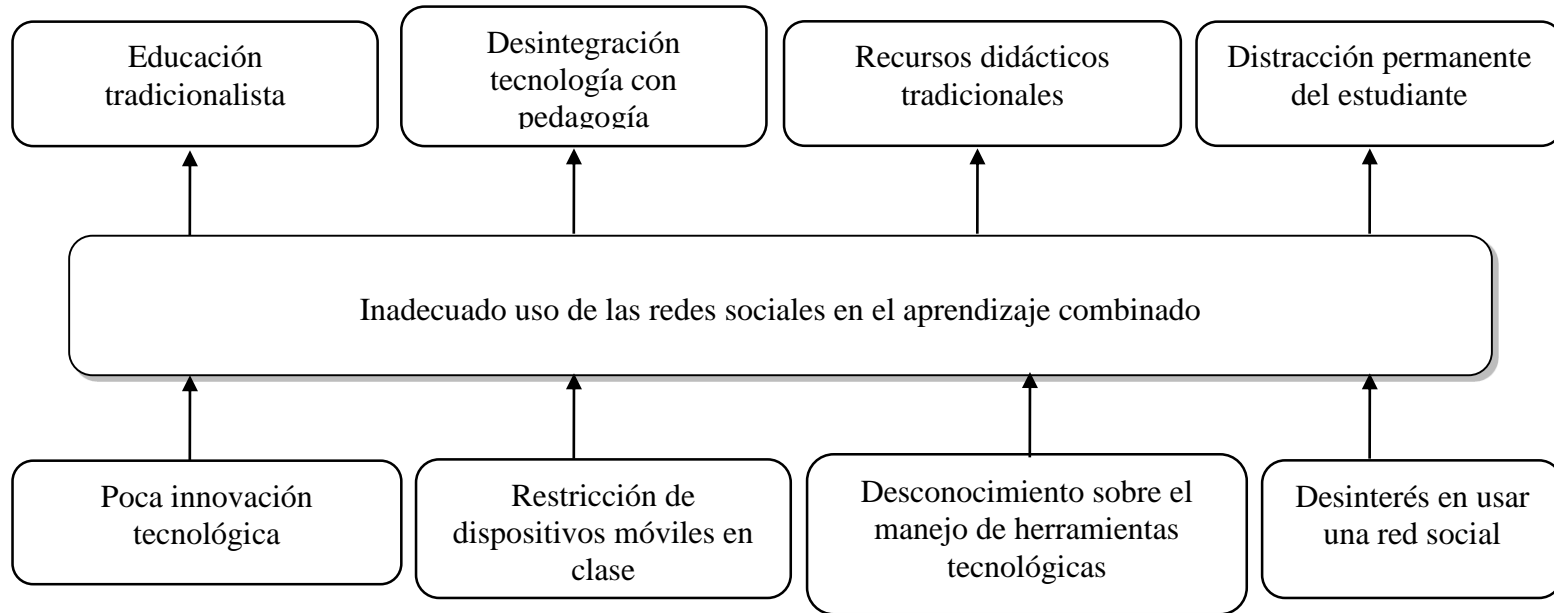 Educación
tradicionalista
Desintegración
tecnología con
pedagogía
Recursos didácticos
tradicionales
Distracción permanente
del estudiante
Inadecuado uso de las redes sociales en el aprendizaje combinado
Poca innovación
tecnológica
Restricción de
dispositivos móviles en
clase
Desconocimiento sobre el
manejo de herramientas
tecnológicas
Desinterés en usar
una red social